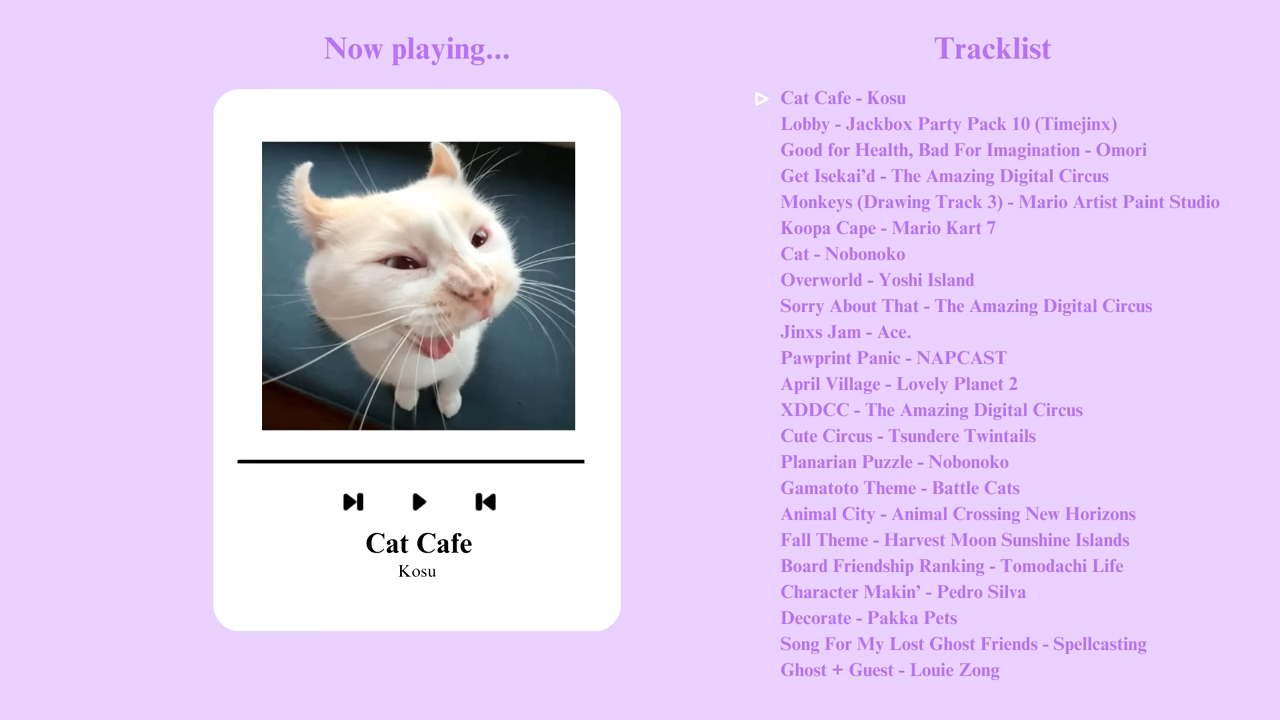 Now playing...
Cat Cafe
Kosu
Tracklist
Cat Cafe - Kosu
Lobby - Jackbox Party Pack 10 (Timejinx)
Good for Health, Bad For Imagination - Omori
Get Isekai’d - The Amazing Digital Circus
Monkeys (Drawing Track 3) - Mario Artist Paint Studio
Koopa Cape - Mario Kart 7
Cat - Nobonoko
Overworld - Yoshi Island
Sorry About That - The Amazing Digital Circus
Jinxs Jam - Ace.
Pawprint Panic - NAPCAST
April Village - Lovely Planet 2
XDDCC - The Amazing Digital Circus
Cute Circus - Tsundere Twintails
Planarian Puzzle - Nobonoko
Gamatoto Theme - Battle Cats
Animal City - Animal Crossing New Horizons
Fall Theme - Harvest Moon Sunshine Islands
Board Friendship Ranking - Tomodachi Life
Character Makin’ - Pedro Silva
Decorate - Pakka Pets
Song For My Lost Ghost Friends - Spellcasting
Ghost + Guest - Louie Zong